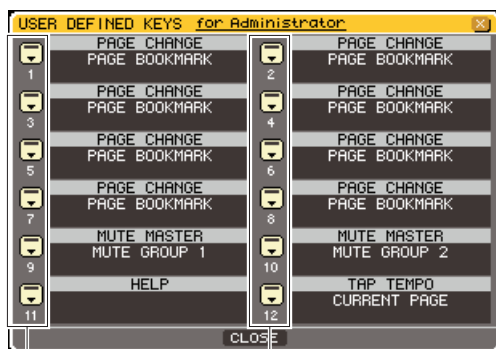 USER DEFINED KEYS for Administrator
PAGE CHANGE
PAGE BOOKMARK
1
PAGE CHANGE
PAGE BOOKMARK
2
PAGE CHANGE
PAGE BOOKMARK
3
PAGE CHANGE
PAGE BOOKMARK
4
PAGE CHANGE
PAGE BOOKMARK
5
PAGE CHANGE
PAGE BOOKMARK
6
PAGE CHANGE
PAGE BOOKMARK
7
PAGE CHANGE
PAGE BOOKMARK
8
MUTE MASTER
MUTE GROUP 1
9
MUTE MASTER
MUTE GROUP 2
10
HELP
11
TAP TEMPO
CURRENT PAGE
12
CLOSE